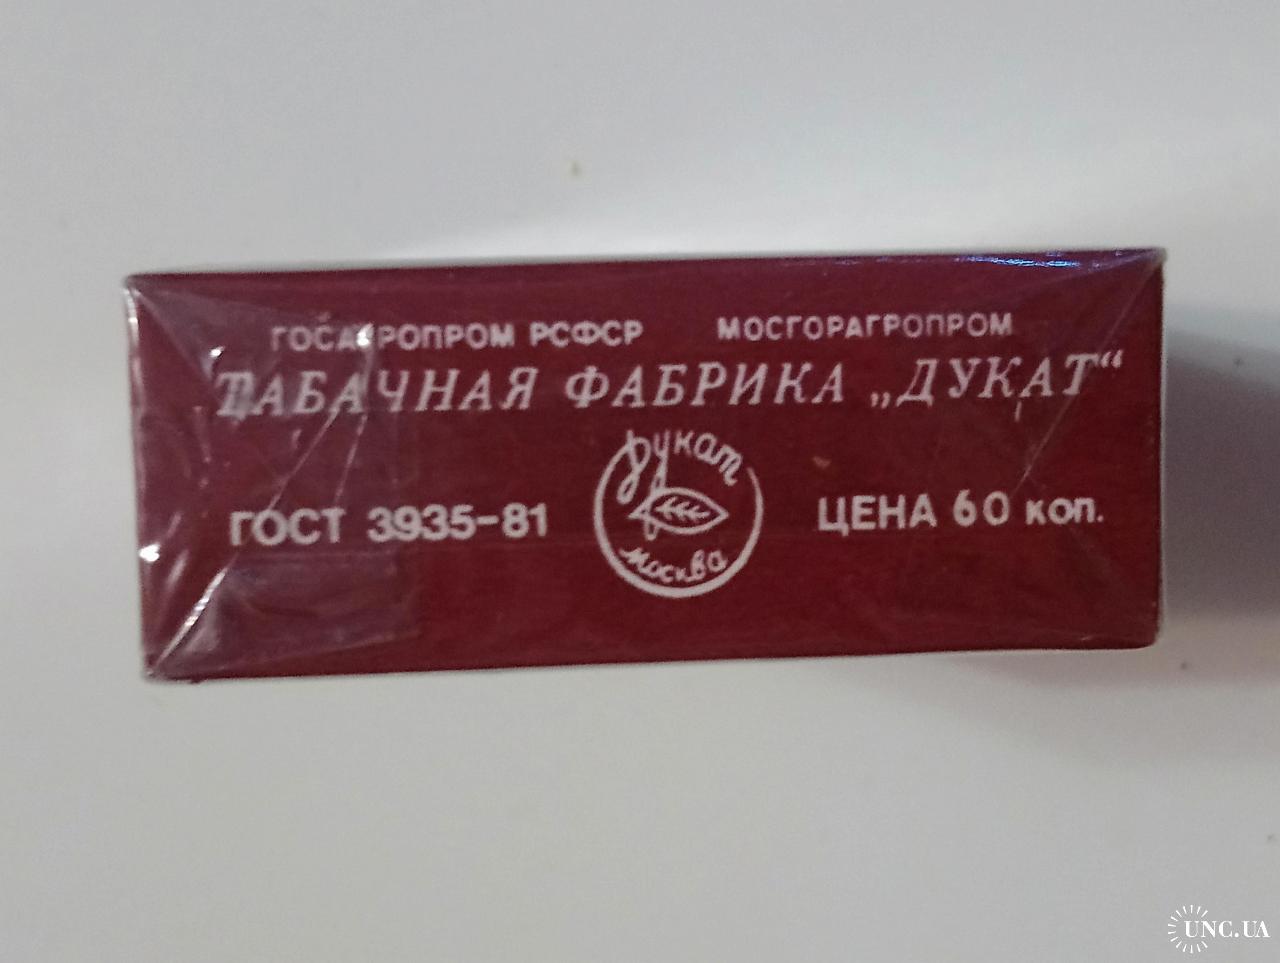 ГОСАГРОПРОМ РСФСР МОСГОРАГРОПРОМ
ТАБАЧНАЯ ФАБРИКА „ДУКАТ“
Дукат
москва
ГОСТ 3935-81 ЦЕНА 60 коп.
UNC.UA